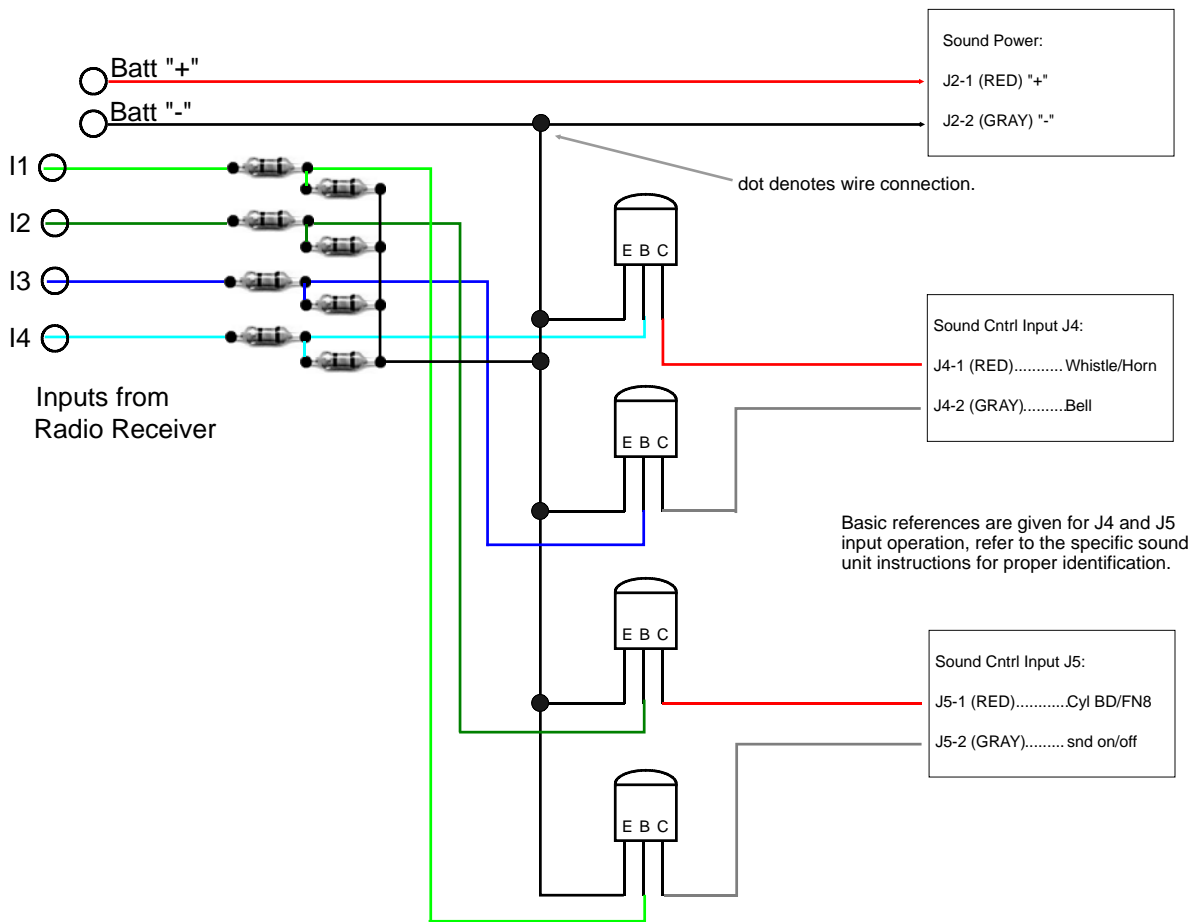 Batt "+"
Batt "-"
Sound Power:
J2-1 (RED) "+"
J2-2 (GRAY) "-"
dot denotes wire connection.
I1
I2
I3
I4
Inputs from
Radio Receiver
E B C
Sound Cntrl Input J4:
J4-1 (RED).......... Whistle/Horn
J4-2 (GRAY)..........Bell
E B C
Basic references are given for J4 and J5
input operation, refer to the specific sound
unit instructions for proper identification.
E B C
Sound Cntrl Input J5:
J5-1 (RED)............Cyl BD/FN8
J5-2 (GRAY)......... snd on/off
E B C